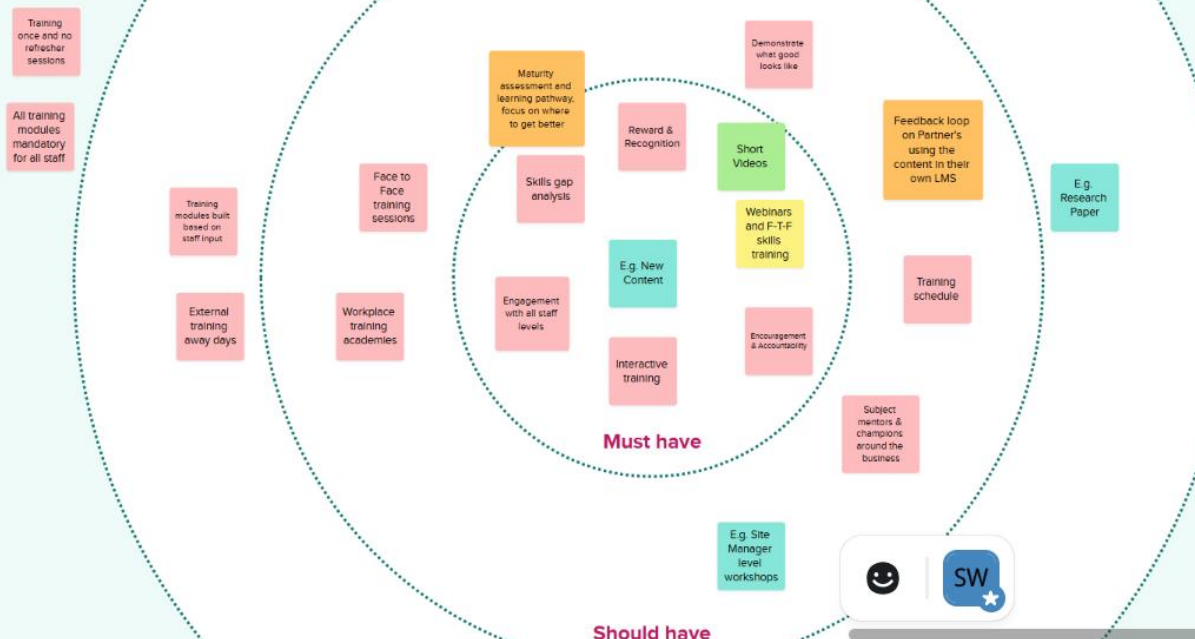 Training
once and no
refresher
sessions
All training
modules
mandatory
for all staff
Training
modules built
based on
staff input
External
training
away days
Face to
Face
training
sessions
Workplace
training
academies
Maturity
assessment and
learning pathway,
focus on where
to get better
Skills gap
analysis
Engagement
with all staff
levels
Reward &
Recognition
E.g. New
Content
Interactive
training
Demonstrate
what good
looks like
Short
Videos
Webinars
and F-T-F
skills
training
Encouragement
& Accountability
Must have
Feedback loop
on Partner's
using the
content in their
own LMS
Training
schedule
Subject
mentors &
champions
around the
business
E.g.
Research
Paper
E.g. Site
Manager
level
workshops
Should have
SW